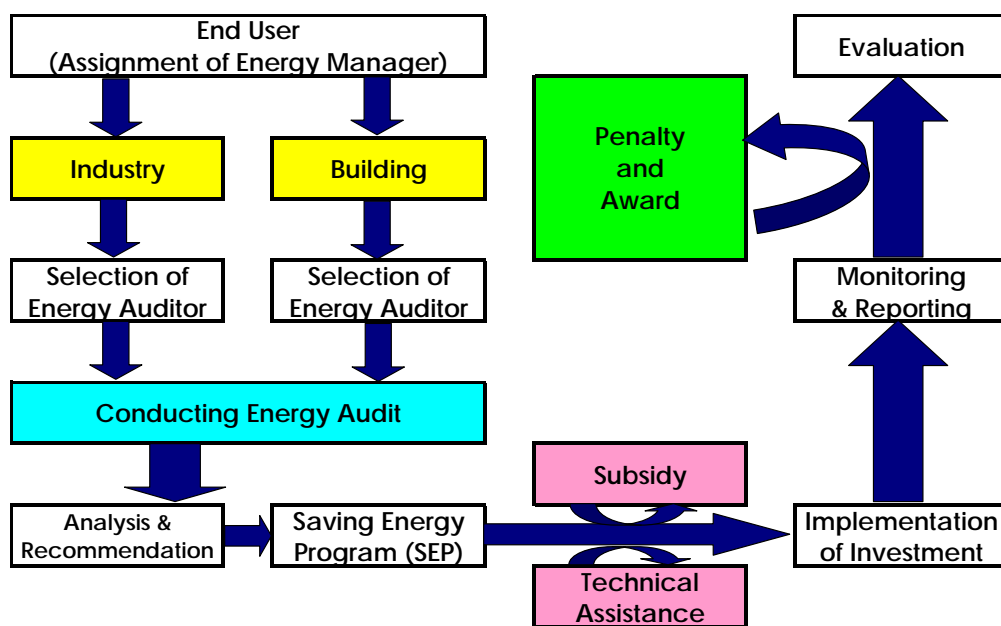 End User
(Assignment of Energy Manager)
Industry
Building
Selection of
Energy Auditor
Selection of
Energy Auditor
Conducting Energy Audit
Analysis &
Recommendation
Saving Energy
Program (SEP)
Subsidy
Technical
Assistance
Implementation
of Investment
Monitoring
& Reporting
Penalty
and
Award
Evaluation